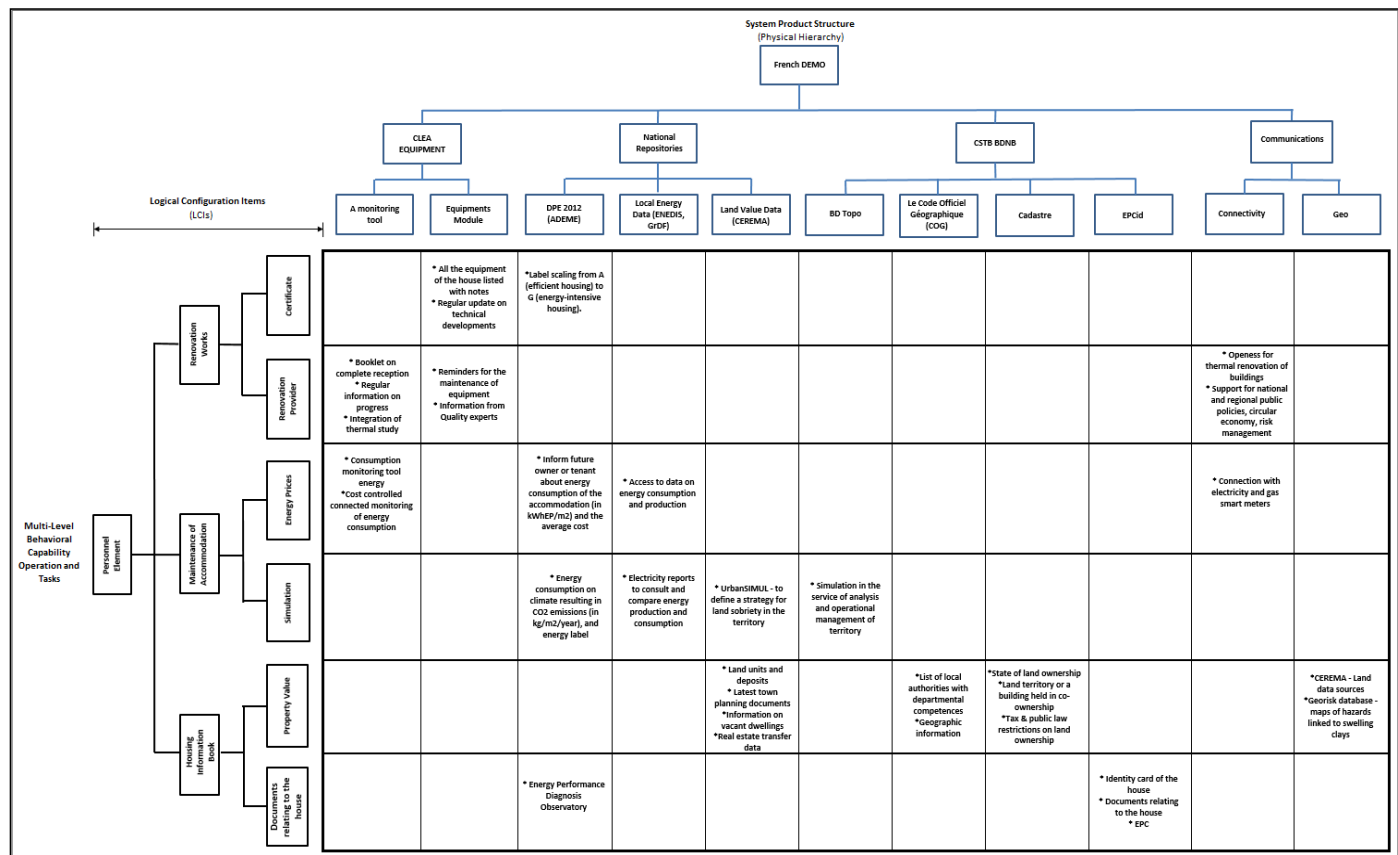 System Product Structure
(Physical Hierarchy)
French DEMO
CLEA
EQUIPMENT
National
Repositories
CSTB BDNB
Communications
Logical Configuration Items
(LCIs)
A monitoring
tool
Equipments
Module
DPE 2012
(ADEME)
Local Energy
Data (ENEDIS,
GrDF)
Land Value Data
(CEREMA)
BD Topo
Le Code Officiel
Géographique
(COG)
Cadastre
EPCid
Connectivity
Geo
Multi-Level
Behavioral
Capability
Operation and
Tasks
Personnel
Element
Renovation
Works
Certificate
* All the equipment
of the house listed
with notes
* Regular update on
technical
developments
*Label scaling from A
(efficient housing) to
G (energy-intensive
housing).
Renovation
Provider
* Booklet on
complete reception
* Regular
information on
progress
* Integration of
thermal study
* Reminders for the
maintenance of
equipment
* Information from
Quality experts
* Openess for
thermal renovation of
buildings
* Support for national
and regional public
policies, circular
economy, risk
management
Maintenance of
Accommodation
Energy Prices
* Consumption
monitoring tool
energy
*Cost controlled
connected monitoring
of energy
consumption
* Inform future
owner or tenant
about energy
consumption of the
accommodation (in
kWhEP/m2) and the
average cost
* Access to data on
energy consumption
and production
* Connection with
electricity and gas
smart meters
Simulation
* Energy
consumption on
climate resulting in
CO2 emissions (in
kg/m2/year), and
energy label
* Electricity reports
to consult and
compare energy
production and
consumption
* UrbanSIMUL - to
define a strategy for
land sobriety in the
territory
* Simulation in the
service of analysis
and operational
management of
territory
Housing
Information
Book
Property Value
* Land units and
deposits
* Latest town
planning documents
*Information on
vacant dwellings
*Real estate transfer
data
*List of local
authorities with
departmental
competences
*Geographic
information
*State of land ownership
*Land territory or a
building held in co-
ownership
*Tax & public law
restrictions on land
ownership
*CEREMA - Land
data sources
*Georisk database -
maps of hazards
linked to swelling
clays
Documents
relating to the
house
* Energy Performance
Diagnosis
Observatory
* Identity card of the
house
* Documents relating
to the house
* EPC